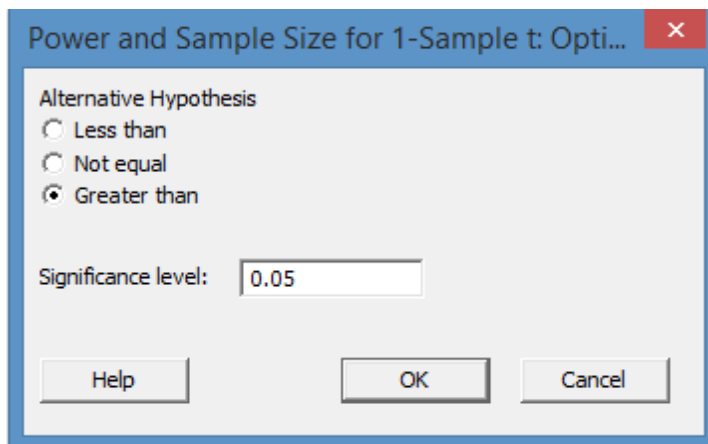 Power and Sample Size for 1-Sample t: Opti...
Alternative Hypothesis
Less than
Not equal
Greater than
Significance level: 0.05
Help OK Cancel